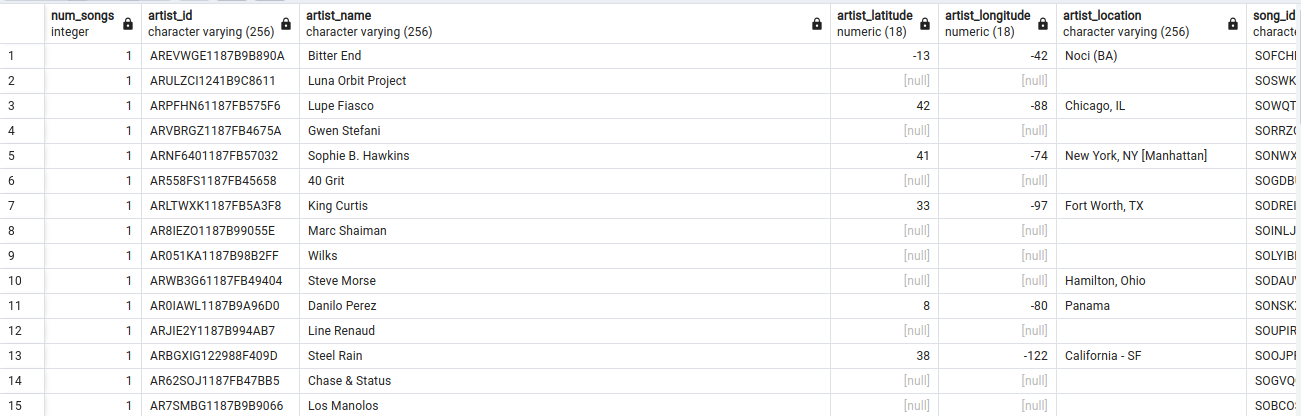 num_songs artist_id artist_name artist_latitude artist_longitude artist_location song_id
integer character varying (256) character varying (256) numeric (18) numeric (18) character varying (256)
1 1 AREVWGE1187B9B890A Bitter End -13 -42 Noci (BA) SOFCH
2 1 ARULZCI1241B9C8611 Luna Orbit Project [null] [null] SOSWK
3 1 ARPFHN61187FB575F6 Lupe Fiasco 42 -88 Chicago, IL SOWQT
4 1 ARVBRGZ1187FB4675A Gwen Stefani [null] [null] SORRZ
5 1 ARNF6401187FB57032 Sophie B. Hawkins 41 -74 New York, NY [Manhattan] SONWX
6 1 AR558FS1187FB45658 40 Grit [null] [null] SOGDB
7 1 ARLTWXK1187FB5A3F8 King Curtis 33 -97 Fort Worth, TX SODRE
8 1 AR8IEZO1187B99055E Marc Shaiman [null] [null] SOINLJ
9 1 AR051KA1187B98B2FF Wilks [null] [null] SOLYIB
10 1 ARWB3G61187FB49404 Steve Morse [null] [null] Hamilton, Ohio SODAU
11 1 AR0IAWL1187B9A96D0 Danilo Perez 8 -80 Panama SONSK
12 1 ARJIE2Y1187B994AB7 Line Renaud [null] [null] SOUPIR
13 1 ARBGXIG122988F409D Steel Rain 38 -122 California - SF SOOJP
14 1 AR62SOJ1187FB47BB5 Chase & Status [null] [null] SOGVQ
15 1 AR7SMBG1187B9B9066 Los Manolos [null] [null] SOBCO